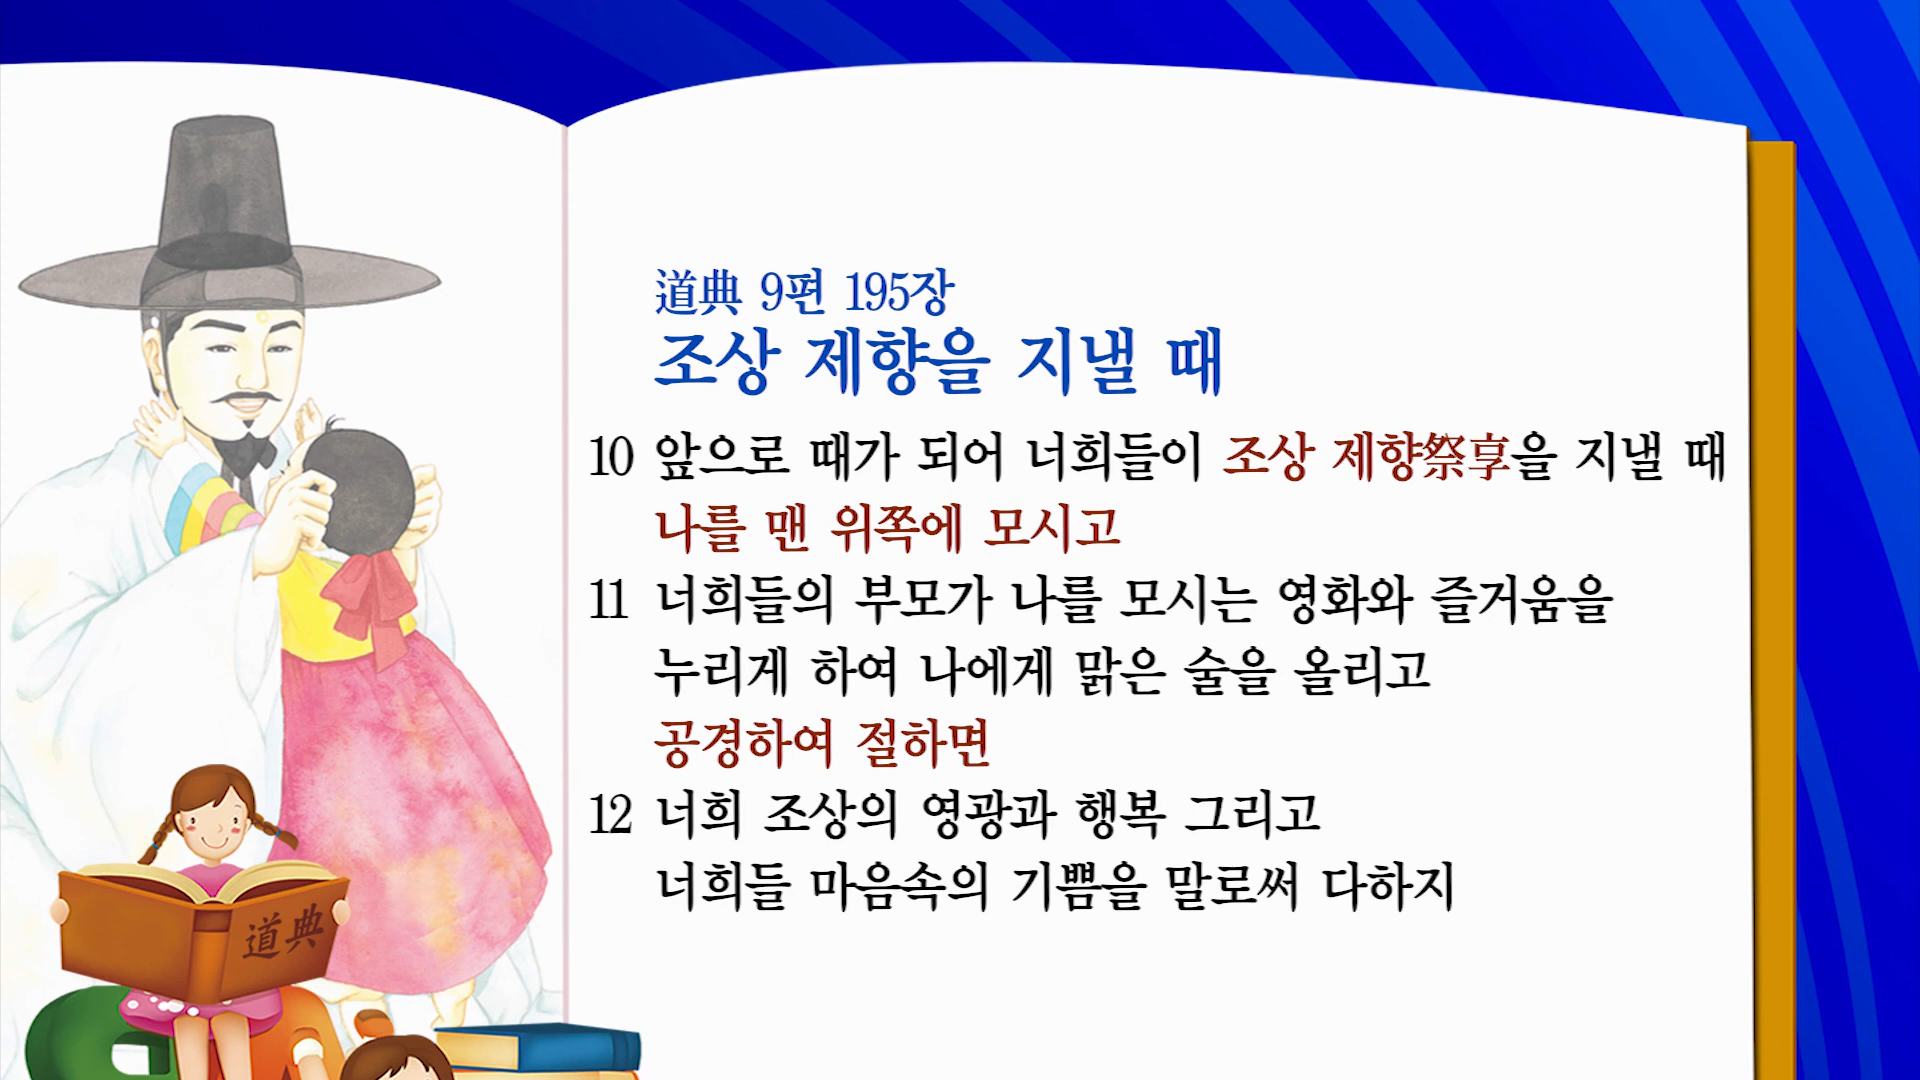 道典 9편 195장
조상 제향을 지낼 때
10 앞으로 때가 되어 너희들이 조상 제향祭享을 지낼 때
나를 맨 위쪽에 모시고
11 너희들의 부모가 나를 모시는 영화와 즐거움을
누리게 하여 나에게 맑은 술을 올리고
공경하여 절하면
12 너희 조상의 영광과 행복 그리고
너희들 마음속의 기쁨을 말로써 다하지
道典